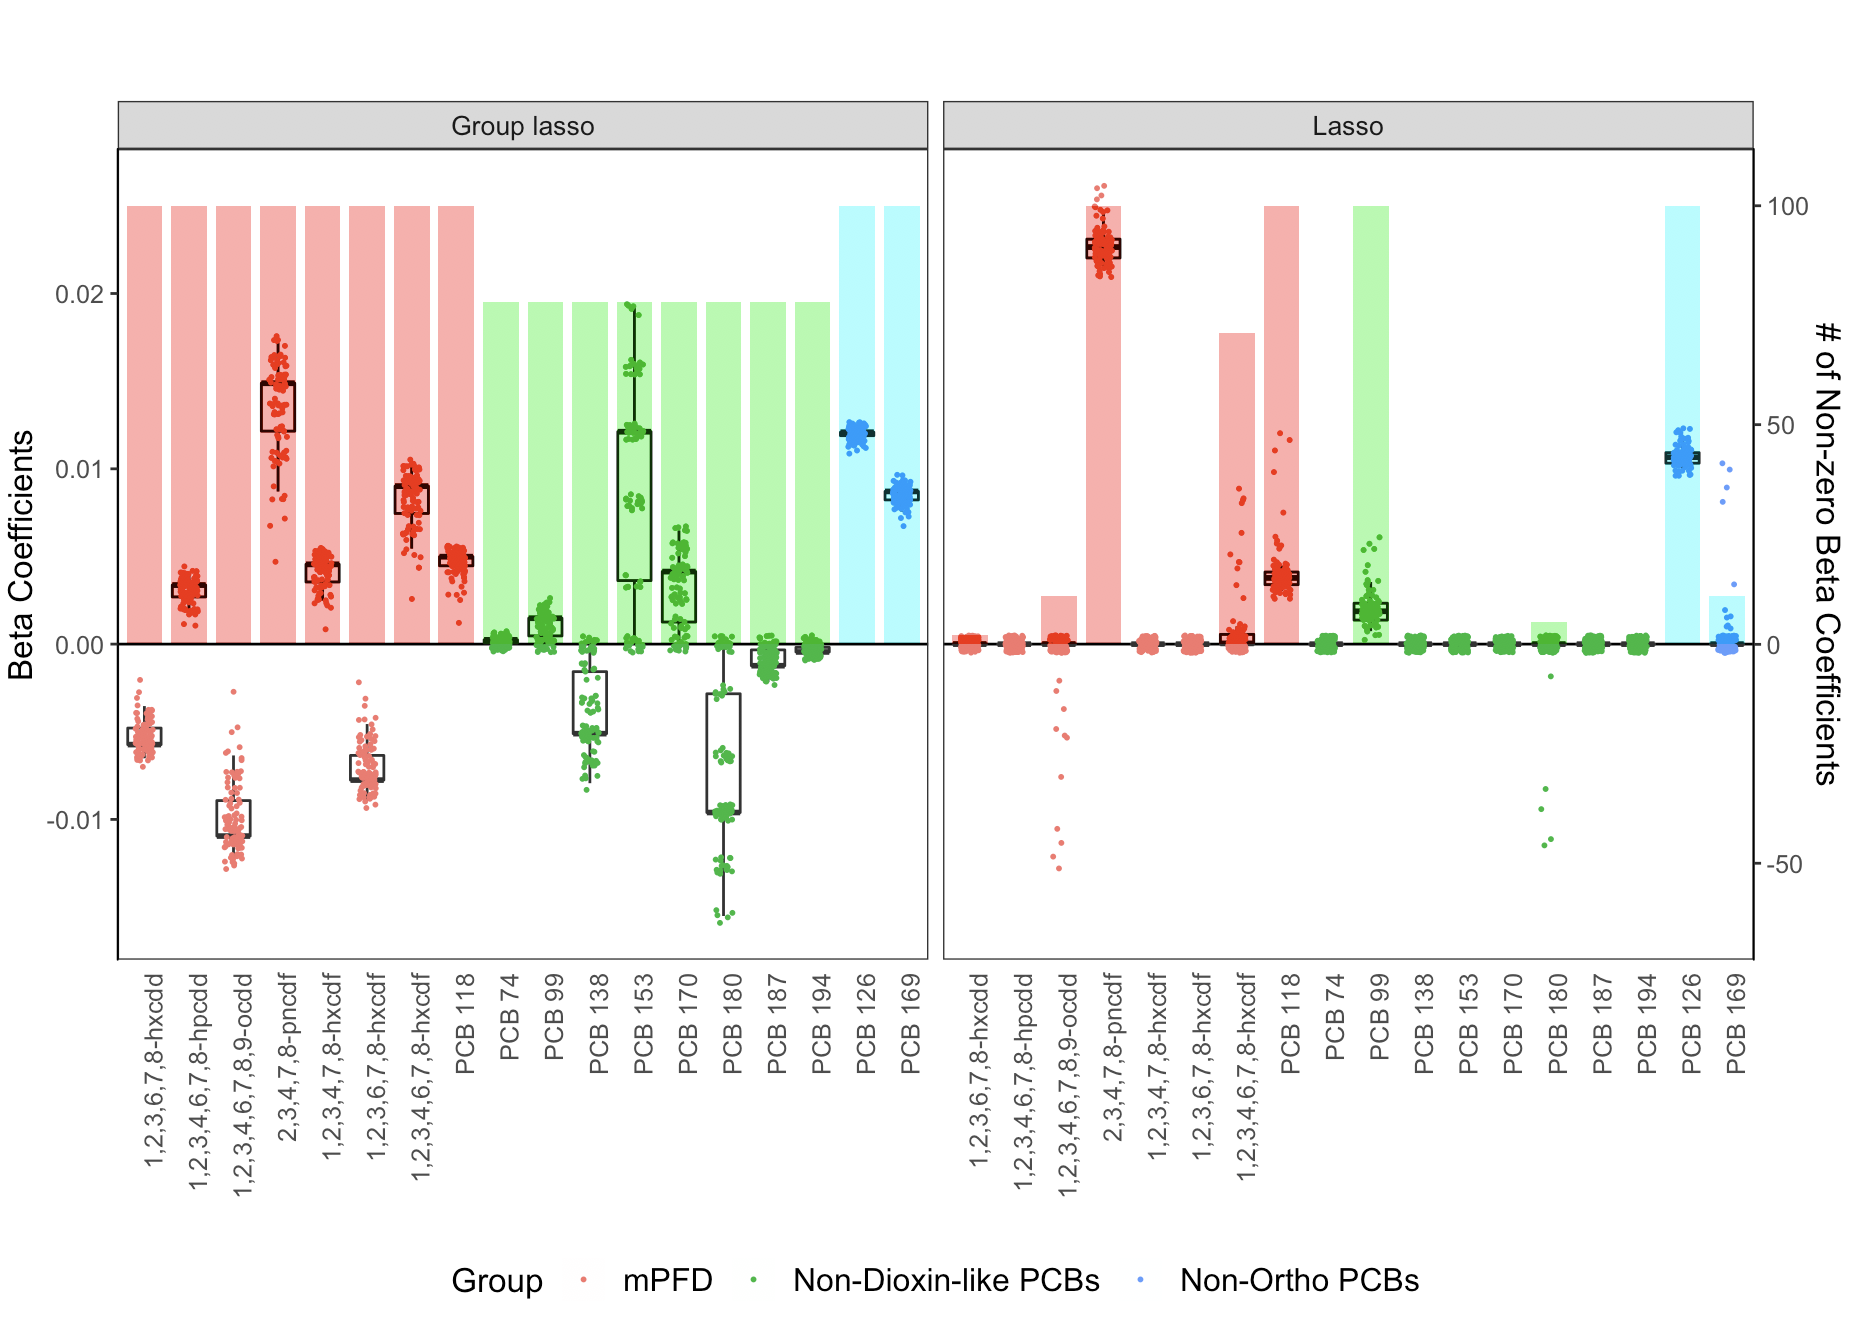 Group lasso
Lasso
Beta Coefficients
0.02
0.01
0.00
-0.01
100
50
0
-50
# of Non-zero Beta Coefficients
1,2,3,6,7,8-hxcdd
1,2,3,4,6,7,8-hpcdd
1,2,3,4,6,7,8,9-ocdd
2,3,4,7,8-pncdf
1,2,3,4,7,8-hxcdf
1,2,3,6,7,8-hxcdf
1,2,3,4,6,7,8-hxcdf
PCB 118
PCB 74
PCB 99
PCB 138
PCB 153
PCB 170
PCB 180
PCB 187
PCB 194
PCB 126
PCB 169
1,2,3,6,7,8-hxcdd
1,2,3,4,6,7,8-hpcdd
1,2,3,4,6,7,8,9-ocdd
2,3,4,7,8-pncdf
1,2,3,4,7,8-hxcdf
1,2,3,6,7,8-hxcdf
1,2,3,4,6,7,8-hxcdf
PCB 118
PCB 74
PCB 99
PCB 138
PCB 153
PCB 170
PCB 180
PCB 187
PCB 194
PCB 126
PCB 169
Group mPFD Non-Dioxin-like PCBs Non-Ortho PCBs